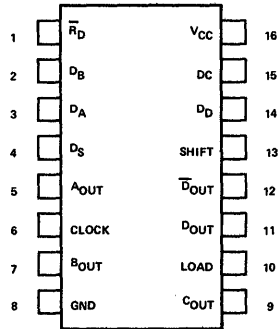 1 R̅D VCC 16
2 DB DC 15
3 DA DD 14
4 DS SHIFT 13
5 AOUT D̅OUT 12
6 CLOCK DOUT 11
7 BOUT LOAD 10
8 GND COUT 9